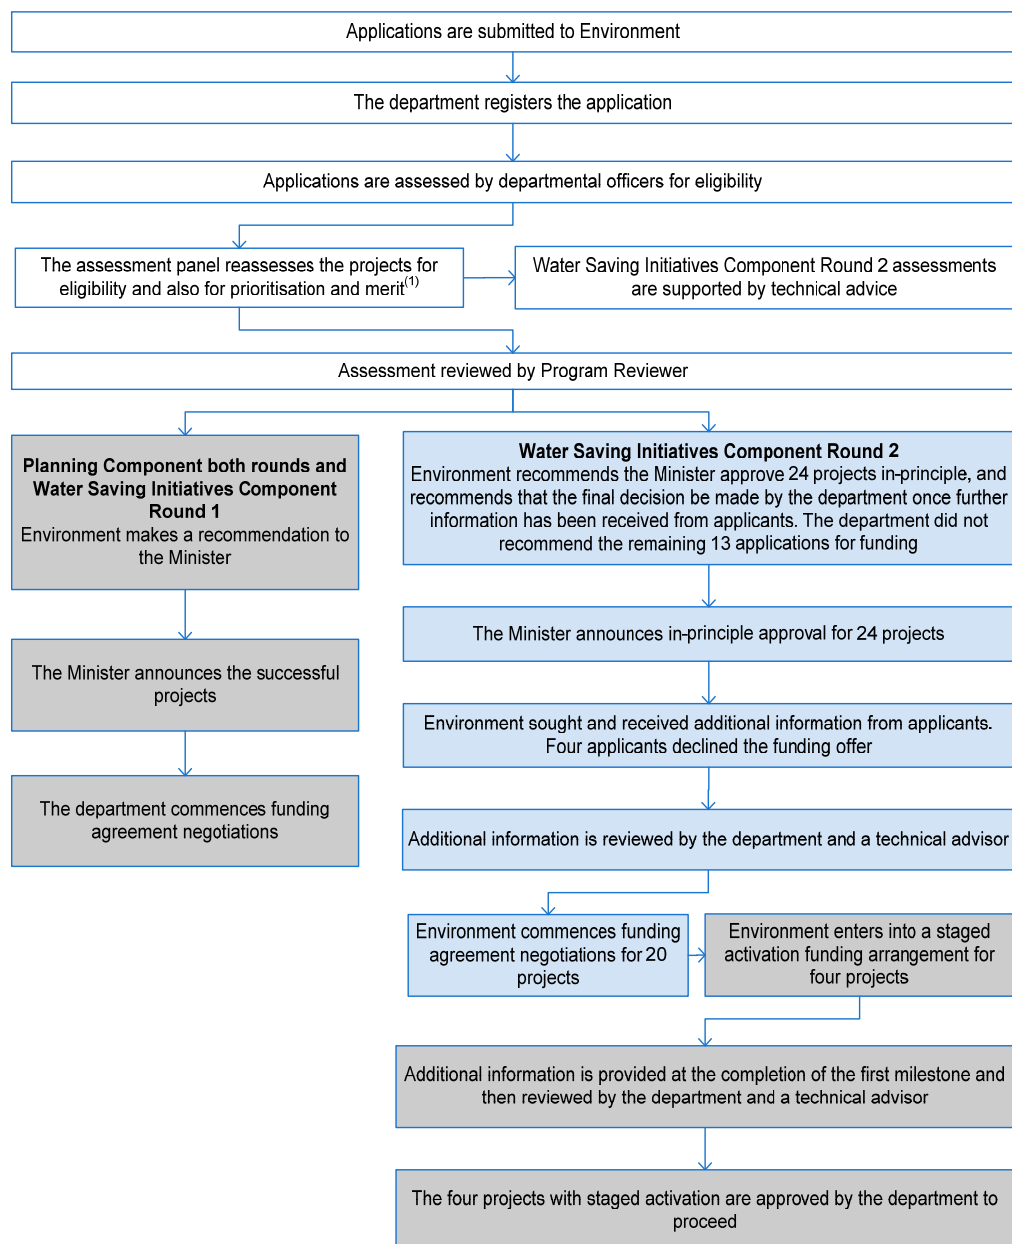 Applications are submitted to Environment
The department registers the application
Applications are assessed by departmental officers for eligibility
The assessment panel reassesses the projects for
eligibility and also for prioritisation and merit(1)
Water Saving Initiatives Component Round 2 assessments
are supported by technical advice
Assessment reviewed by Program Reviewer
Planning Component both rounds and
Water Saving Initiatives Component
Round 1
Environment makes a recommendation to
the Minister
The Minister announces the successful
projects
The department commences funding
agreement negotiations
Water Saving Initiatives Component Round 2
Environment recommends the Minister approve 24 projects in-principle, and
recommends that the final decision be made by the department once further
information has been received from applicants. The department did not
recommend the remaining 13 applications for funding
The Minister announces in-principle approval for 24 projects
Environment sought and received additional information from applicants.
Four applicants declined the funding offer
Additional information is reviewed by the department and a technical advisor
Environment commences funding
agreement negotiations for 20
projects
Environment enters into a staged
activation funding arrangement for
four projects
Additional information is provided at the completion of the first milestone and
then reviewed by the department and a technical advisor
The four projects with staged activation are approved by the department to
proceed